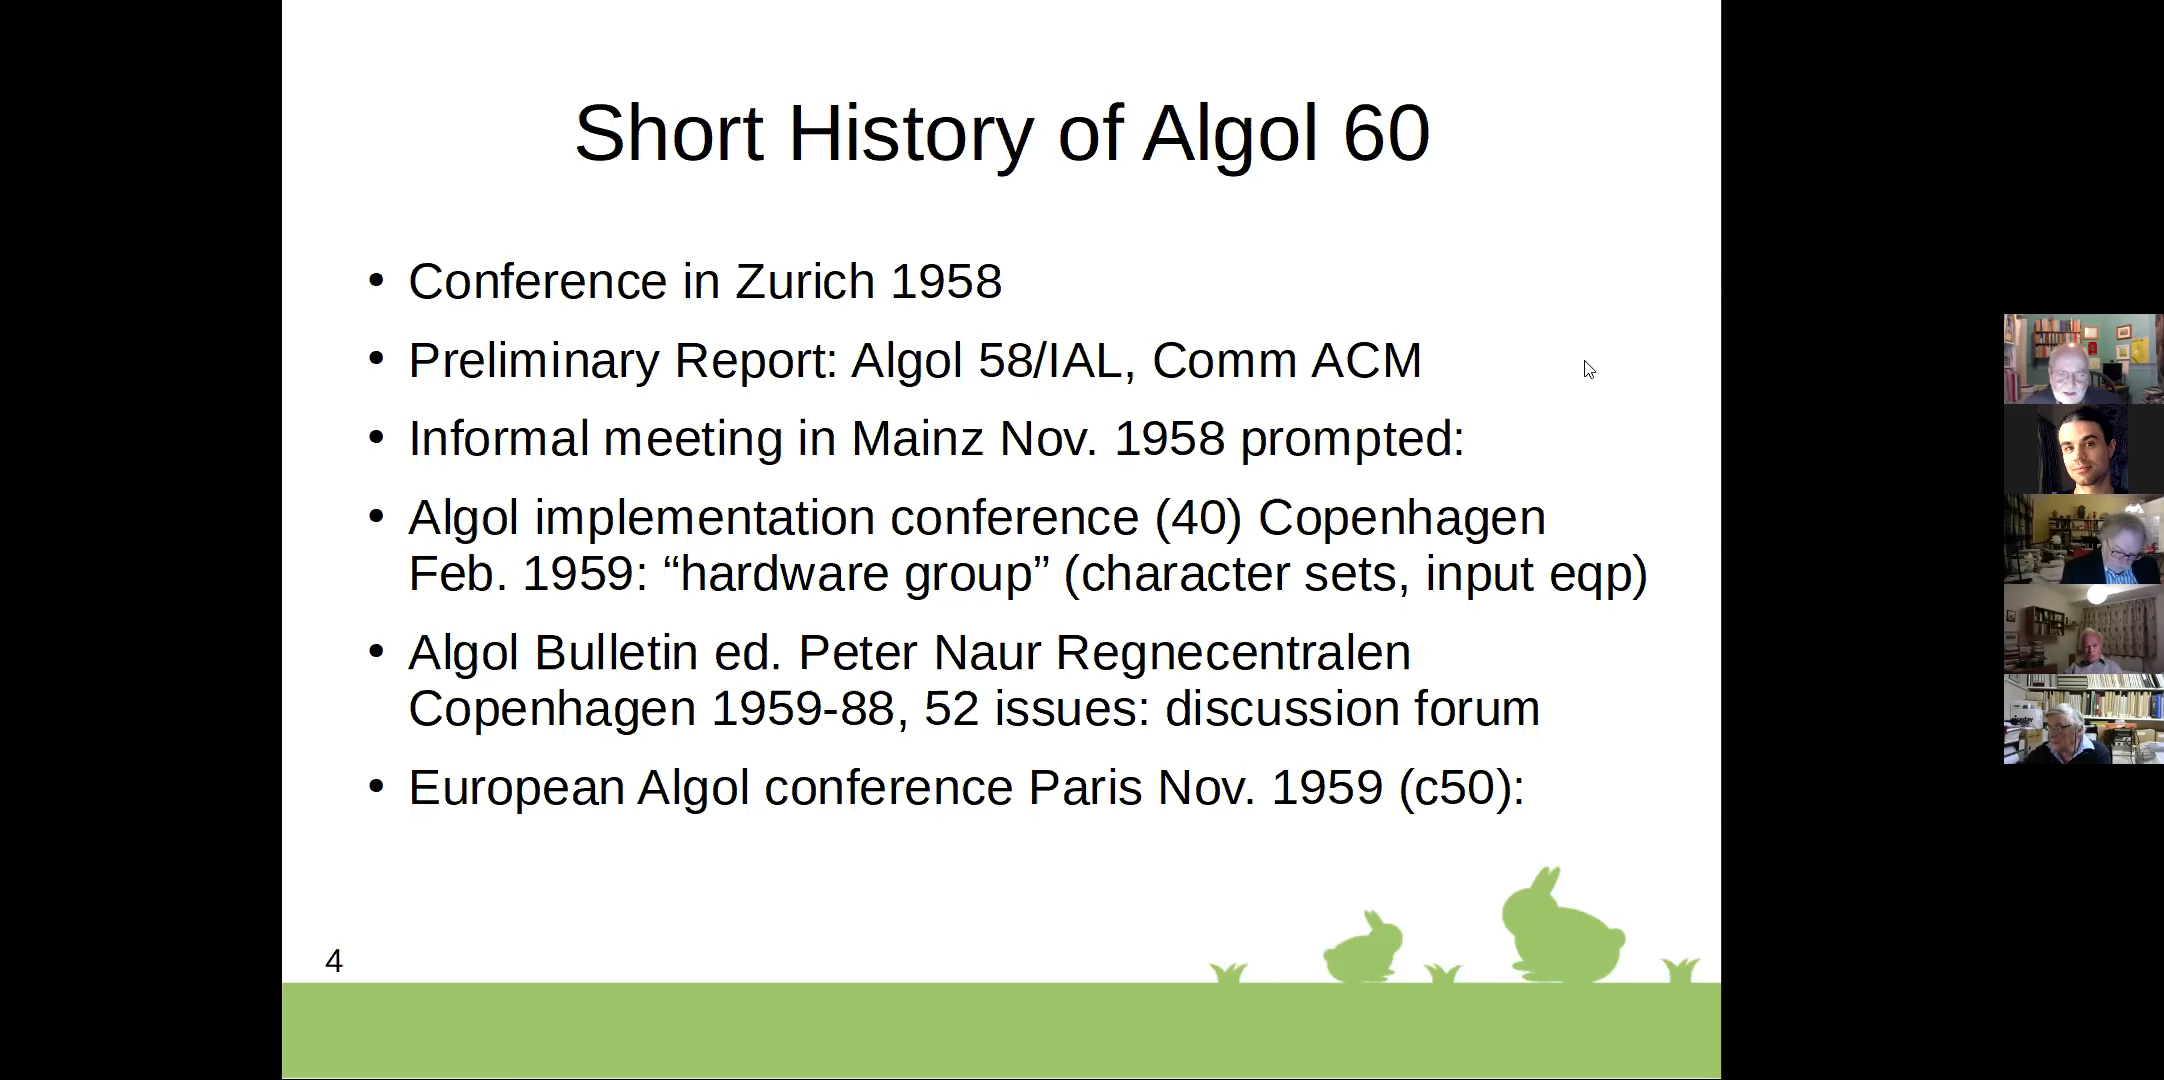 Short History of Algol 60
• Conference in Zurich 1958
• Preliminary Report: Algol 58/IAL, Comm ACM
• Informal meeting in Mainz Nov. 1958 prompted:
• Algol implementation conference (40) Copenhagen
Feb. 1959: “hardware group” (character sets, input eqp)
• Algol Bulletin ed. Peter Naur Regnecentralen
Copenhagen 1959-88, 52 issues: discussion forum
• European Algol conference Paris Nov. 1959 (c50):
4